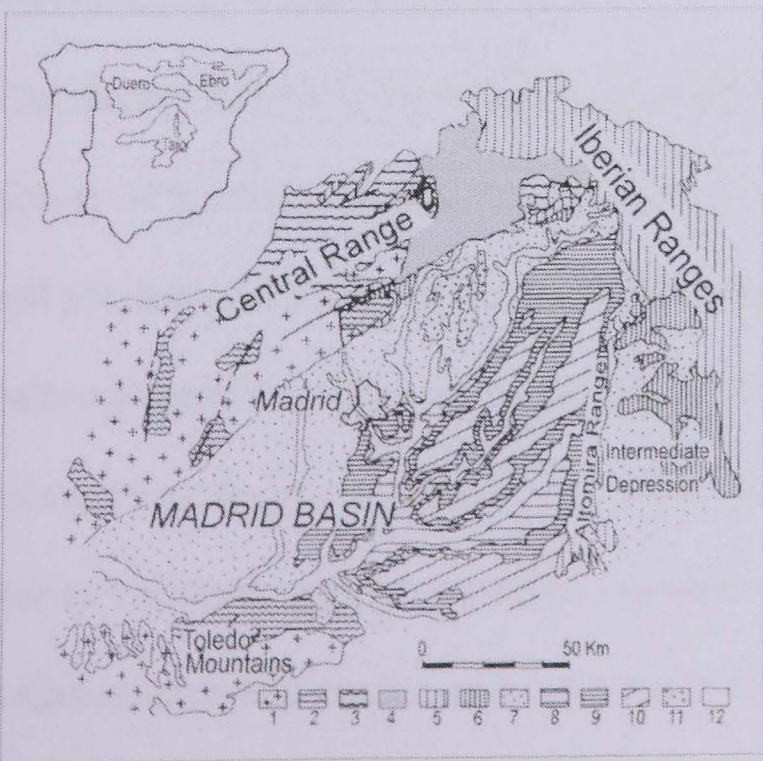 Duero
Ebro
Iberian Ranges
Central Range
Madrid
Altomira Range
Intermediate
Depression
MADRID BASIN
Toledo
Mountains
0 50 Km
1 2 3 4 5 6 7 8 9 10 11 12